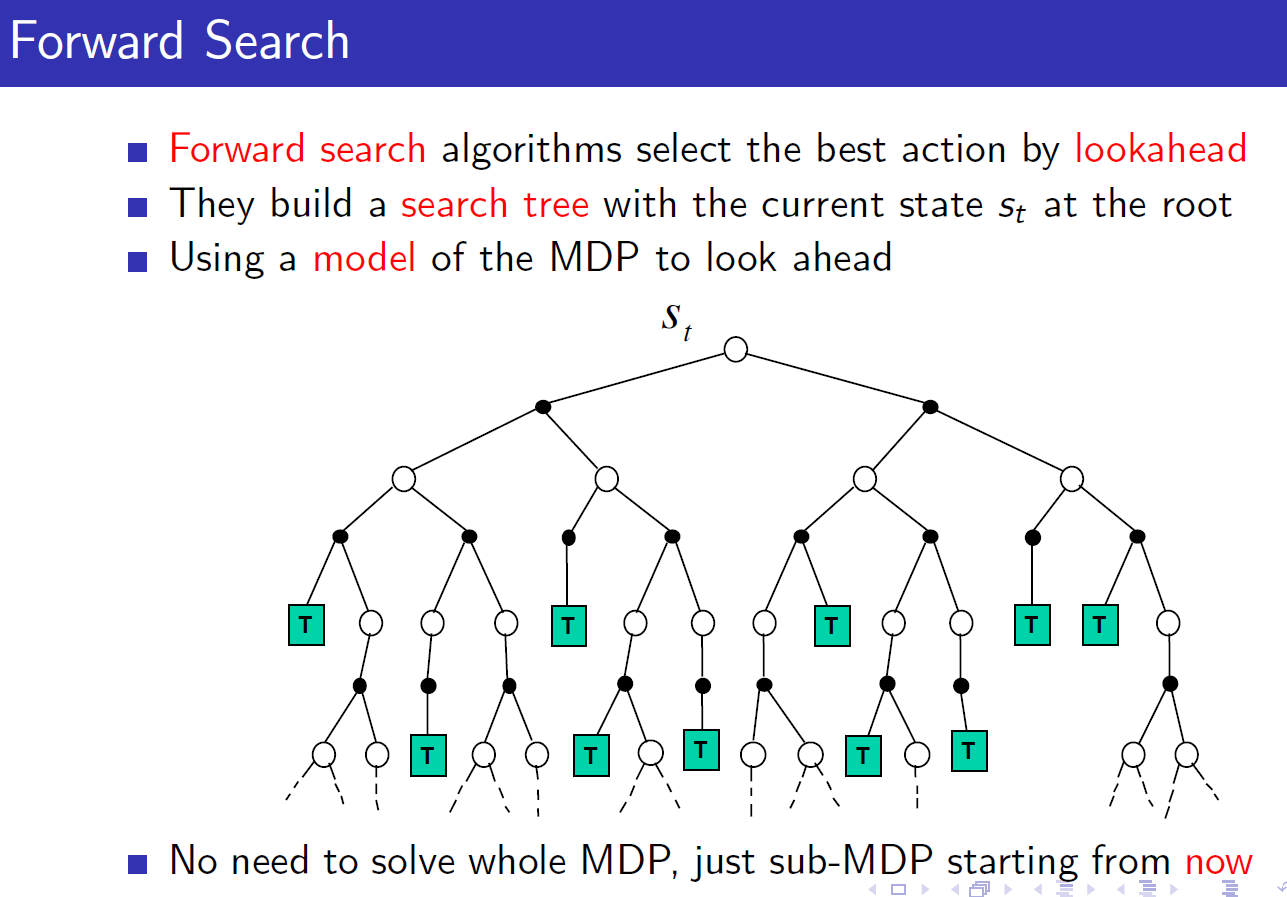 Forward Search
Forward search algorithms select the best action by lookahead
They build a search tree with the current state sₜ at the root
Using a model of the MDP to look ahead
sₜ
T T T T T
T T T T T
No need to solve whole MDP, just sub-MDP starting from now